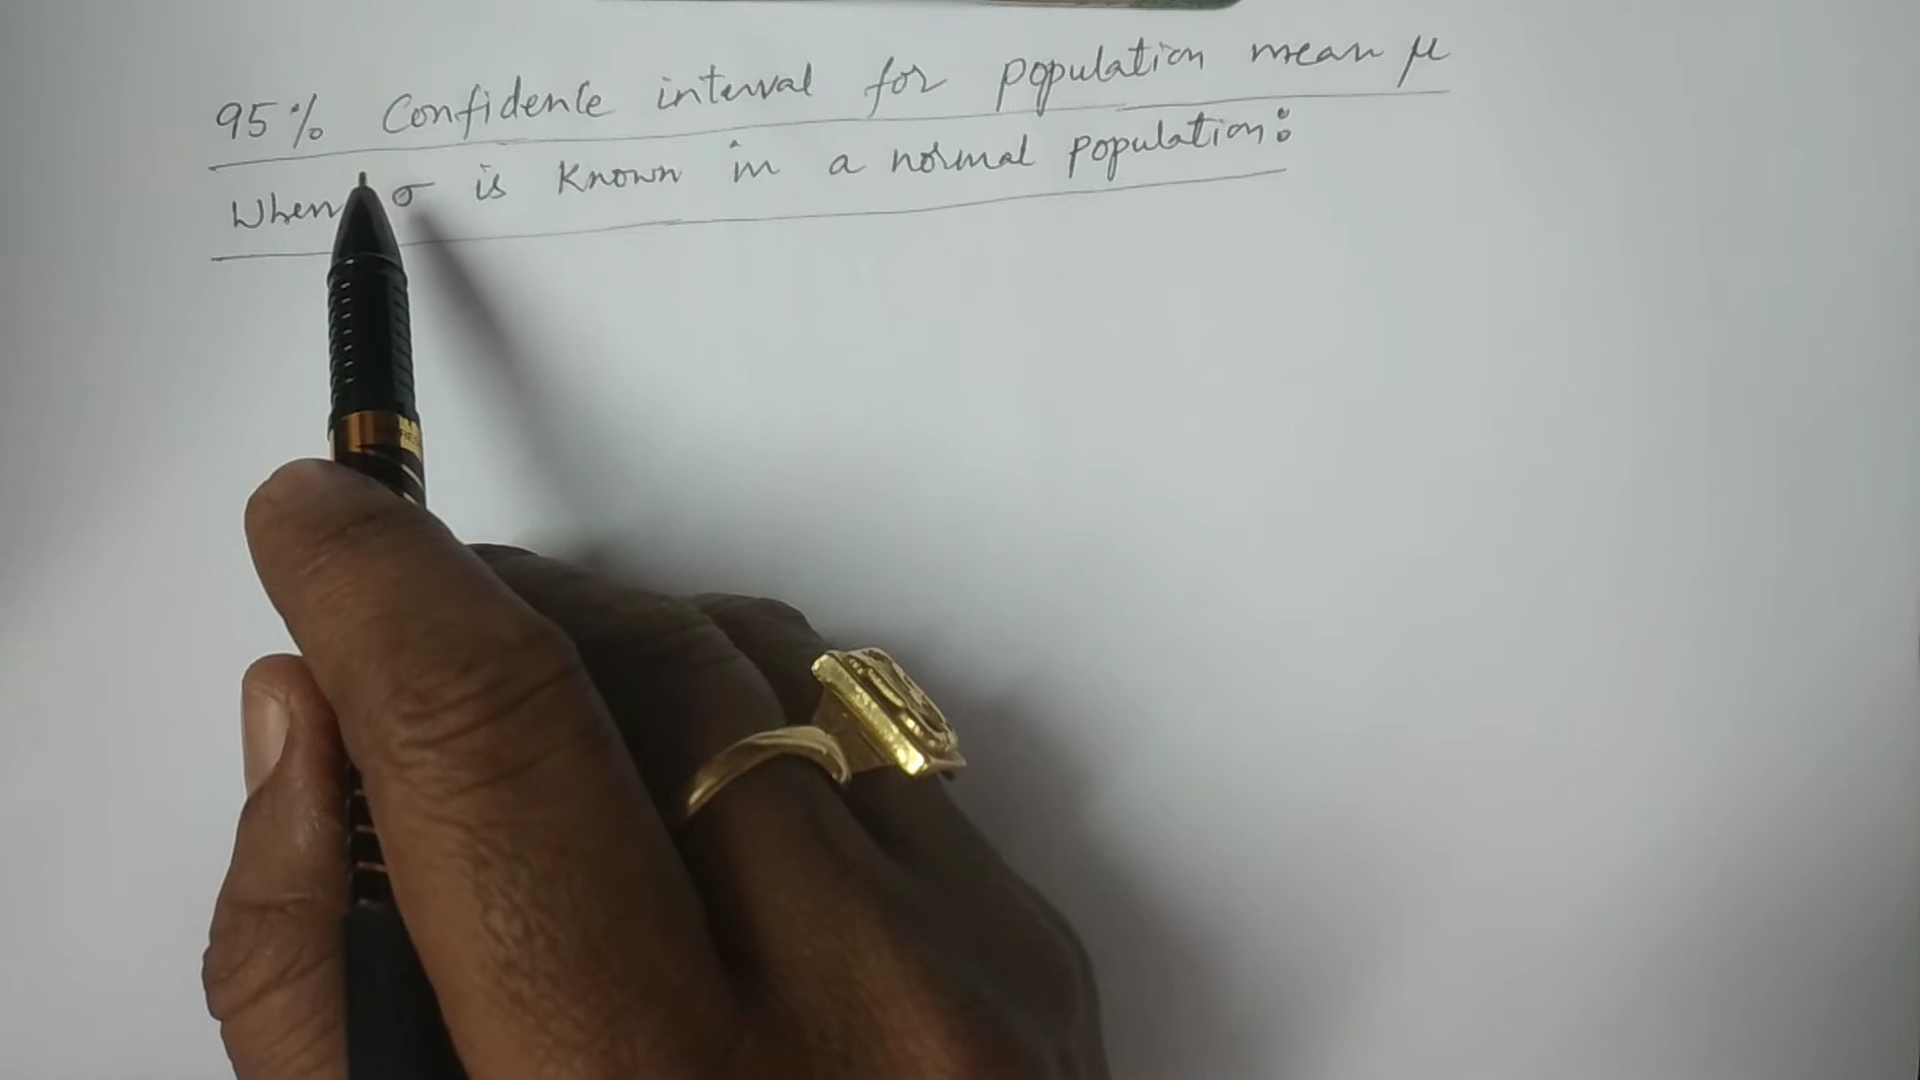 95% Confidence interval for population mean μ
When σ is known in a normal population: